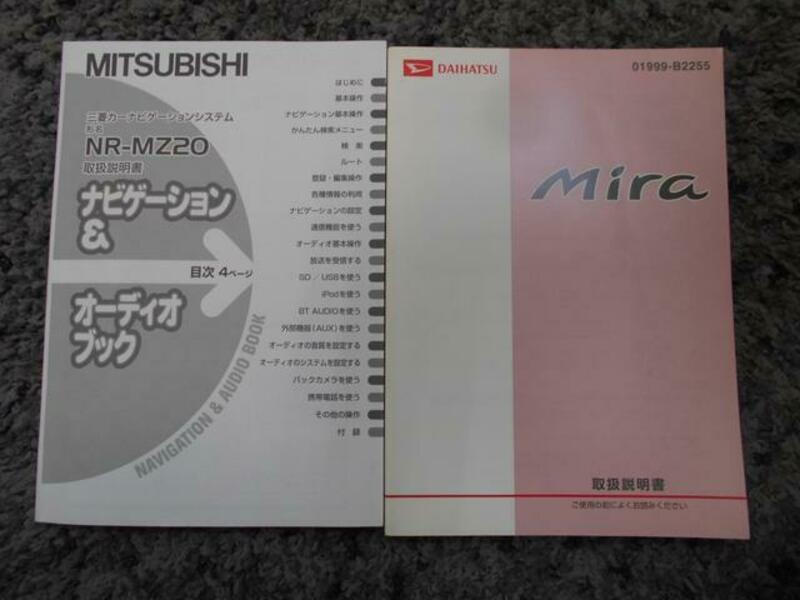 MITSUBISHI
三菱カーナビゲーションシステム
形名
NR-MZ20
取扱説明書
ナビゲーション
&
目次 4ページ
オーディオ
ブック
NAVIGATION & AUDIO BOOK
はじめに
基本操作
ナビゲーション基本操作
かんたん検索メニュー
検 索
ルート
登録・編集操作
各種情報の利用
ナビゲーションの設定
通信機能を使う
オーディオ基本操作
放送を受信する
SD / USBを使う
iPodを使う
BT AUDIOを使う
外部機器(AUX)を使う
オーディオの音質を設定する
オーディオのシステムを設定する
バックカメラを使う
携帯電話を使う
その他の操作
付 録
DAIHATSU
01999-B2255
Mira
取扱説明書
ご使用の前によくお読みください